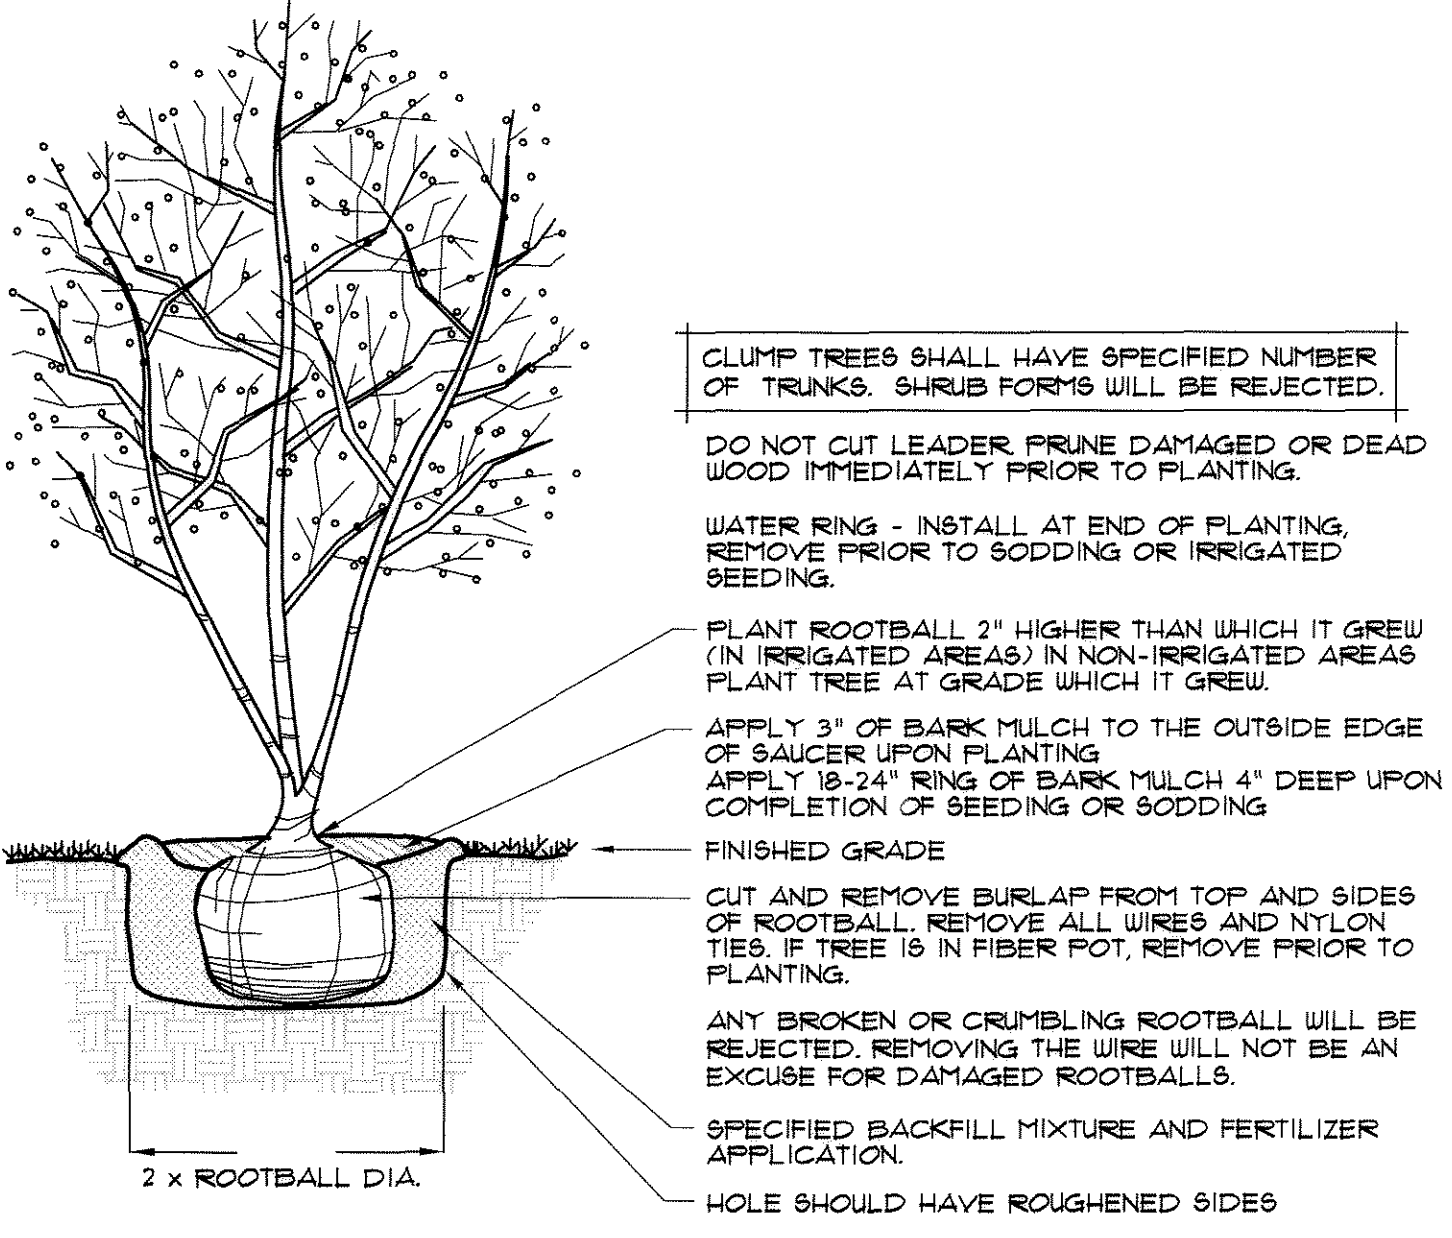 CLUMP TREES SHALL HAVE SPECIFIED NUMBER
OF TRUNKS. SHRUB FORMS WILL BE REJECTED.
DO NOT CUT LEADER. PRUNE DAMAGED OR DEAD
WOOD IMMEDIATELY PRIOR TO PLANTING.
WATER RING - INSTALL AT END OF PLANTING,
REMOVE PRIOR TO SODDING OR IRRIGATED
SEEDING.
PLANT ROOTBALL 2" HIGHER THAN WHICH IT GREW
(IN IRRIGATED AREAS) IN NON-IRRIGATED AREAS
PLANT TREE AT GRADE WHICH IT GREW.
APPLY 3" OF BARK MULCH TO THE OUTSIDE EDGE
OF SAUCER UPON PLANTING
APPLY 18-24" RING OF BARK MULCH 4" DEEP UPON
COMPLETION OF SEEDING OR SODDING
FINISHED GRADE
CUT AND REMOVE BURLAP FROM TOP AND SIDES
OF ROOTBALL. REMOVE ALL WIRES AND NYLON
TIES. IF TREE IS IN FIBER POT, REMOVE PRIOR TO
PLANTING.
ANY BROKEN OR CRUMBLING ROOTBALL WILL BE
REJECTED. REMOVING THE WIRE WILL NOT BE AN
EXCUSE FOR DAMAGED ROOTBALLS.
SPECIFIED BACKFILL MIXTURE AND FERTILIZER
APPLICATION.
2 x ROOTBALL DIA.
HOLE SHOULD HAVE ROUGHENED SIDES